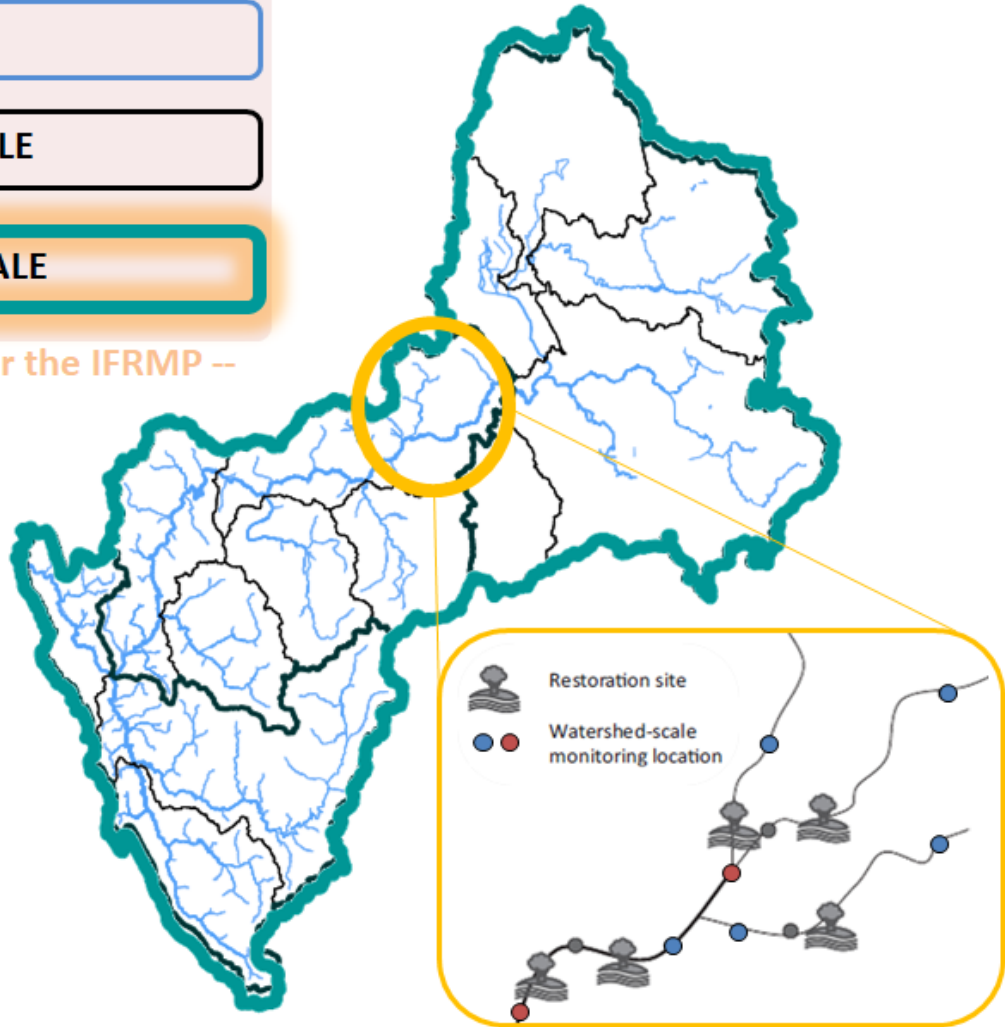 LE
ALE
r the IFRMP --
Restoration site
Watershed-scale
monitoring location